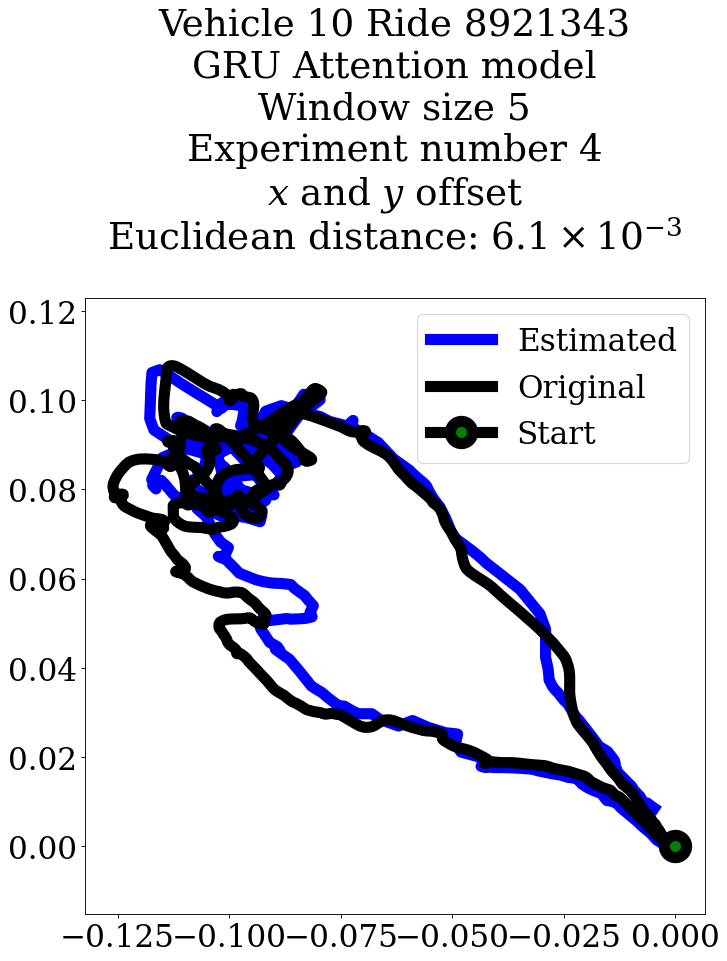 Vehicle 10 Ride 8921343
GRU Attention model
Window size 5
Experiment number 4
x and y offset
Euclidean distance: 6.1 × 10⁻³
Estimated
Original
Start
0.12
0.10
0.08
0.06
0.04
0.02
0.00
−0.125 −0.100 −0.075 −0.050 −0.025 0.000